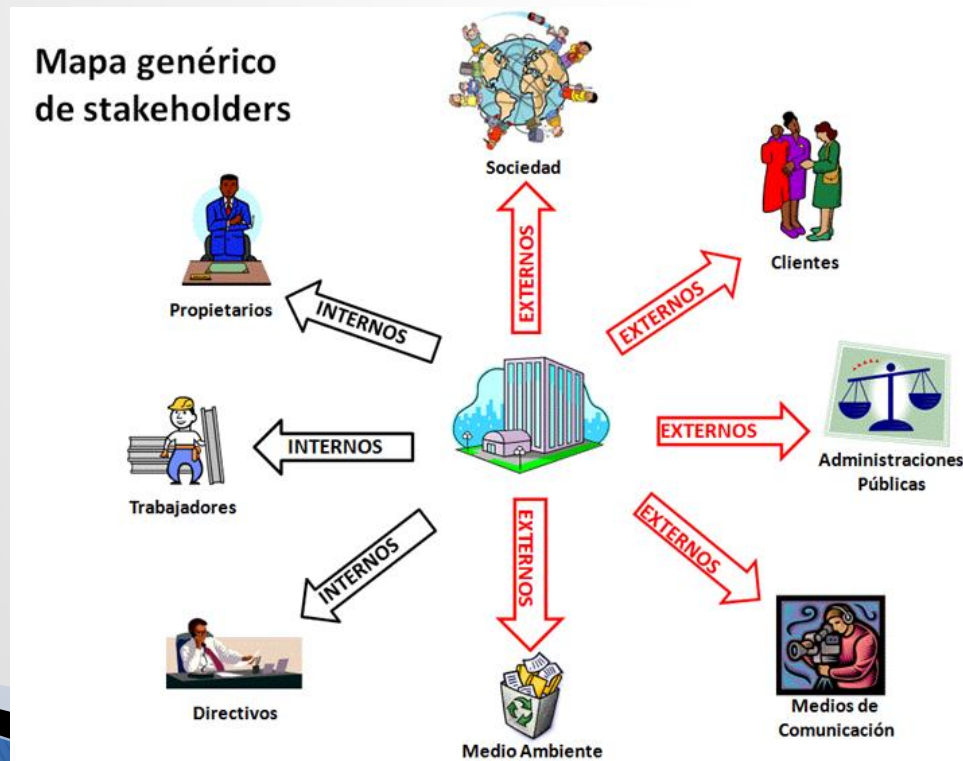 Mapa genérico
de stakeholders
Sociedad
EXTERNOS
Clientes
EXTERNOS
Propietarios
INTERNOS
Trabajadores
INTERNOS
EXTERNOS
Administraciones
Públicas
INTERNOS
EXTERNOS
EXTERNOS
Directivos
Medio Ambiente
Medios de
Comunicación